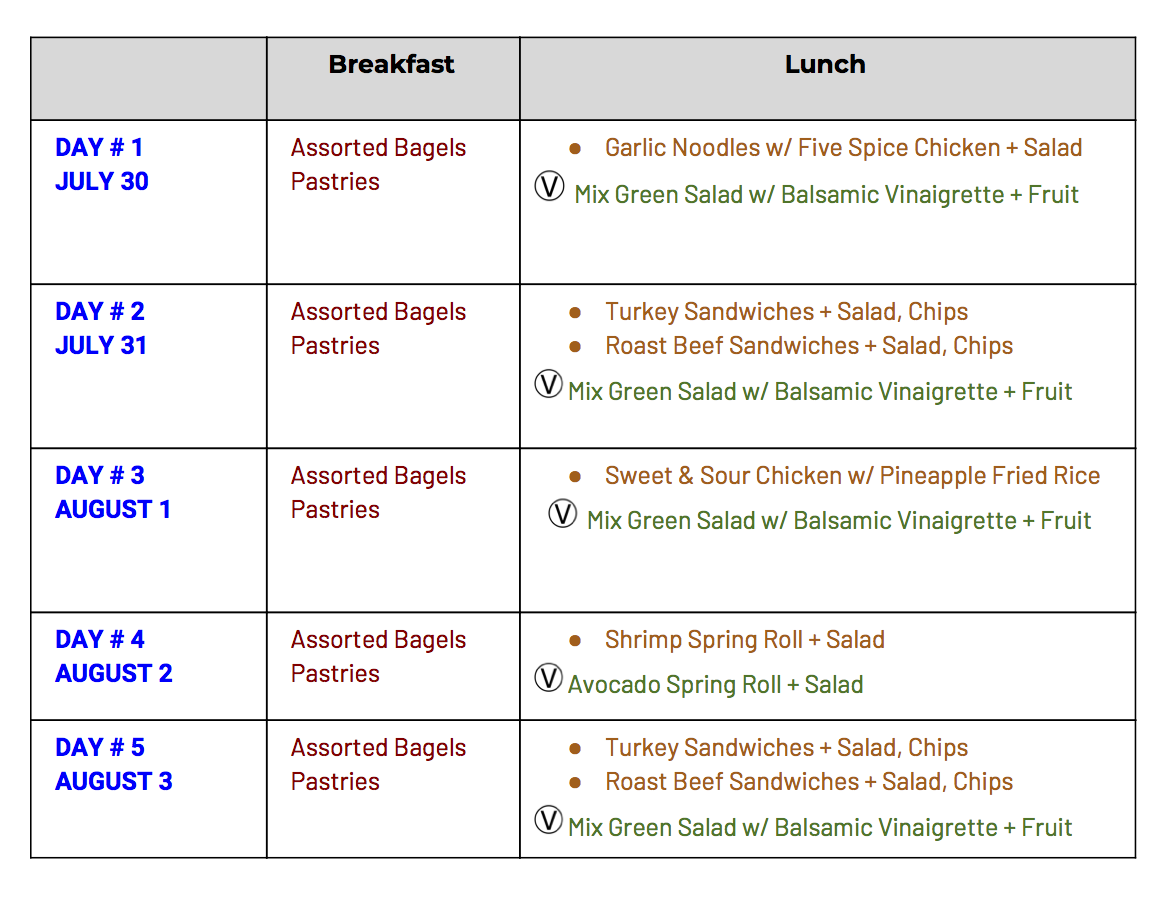 Breakfast Lunch
DAY # 1
JULY 30
Assorted Bagels
Pastries
● Garlic Noodles w/ Five Spice Chicken + Salad
Ⓥ Mix Green Salad w/ Balsamic Vinaigrette + Fruit
DAY # 2
JULY 31
Assorted Bagels
Pastries
● Turkey Sandwiches + Salad, Chips
● Roast Beef Sandwiches + Salad, Chips
Ⓥ Mix Green Salad w/ Balsamic Vinaigrette + Fruit
DAY # 3
AUGUST 1
Assorted Bagels
Pastries
● Sweet & Sour Chicken w/ Pineapple Fried Rice
Ⓥ Mix Green Salad w/ Balsamic Vinaigrette + Fruit
DAY # 4
AUGUST 2
Assorted Bagels
Pastries
● Shrimp Spring Roll + Salad
Ⓥ Avocado Spring Roll + Salad
DAY # 5
AUGUST 3
Assorted Bagels
Pastries
● Turkey Sandwiches + Salad, Chips
● Roast Beef Sandwiches + Salad, Chips
Ⓥ Mix Green Salad w/ Balsamic Vinaigrette + Fruit